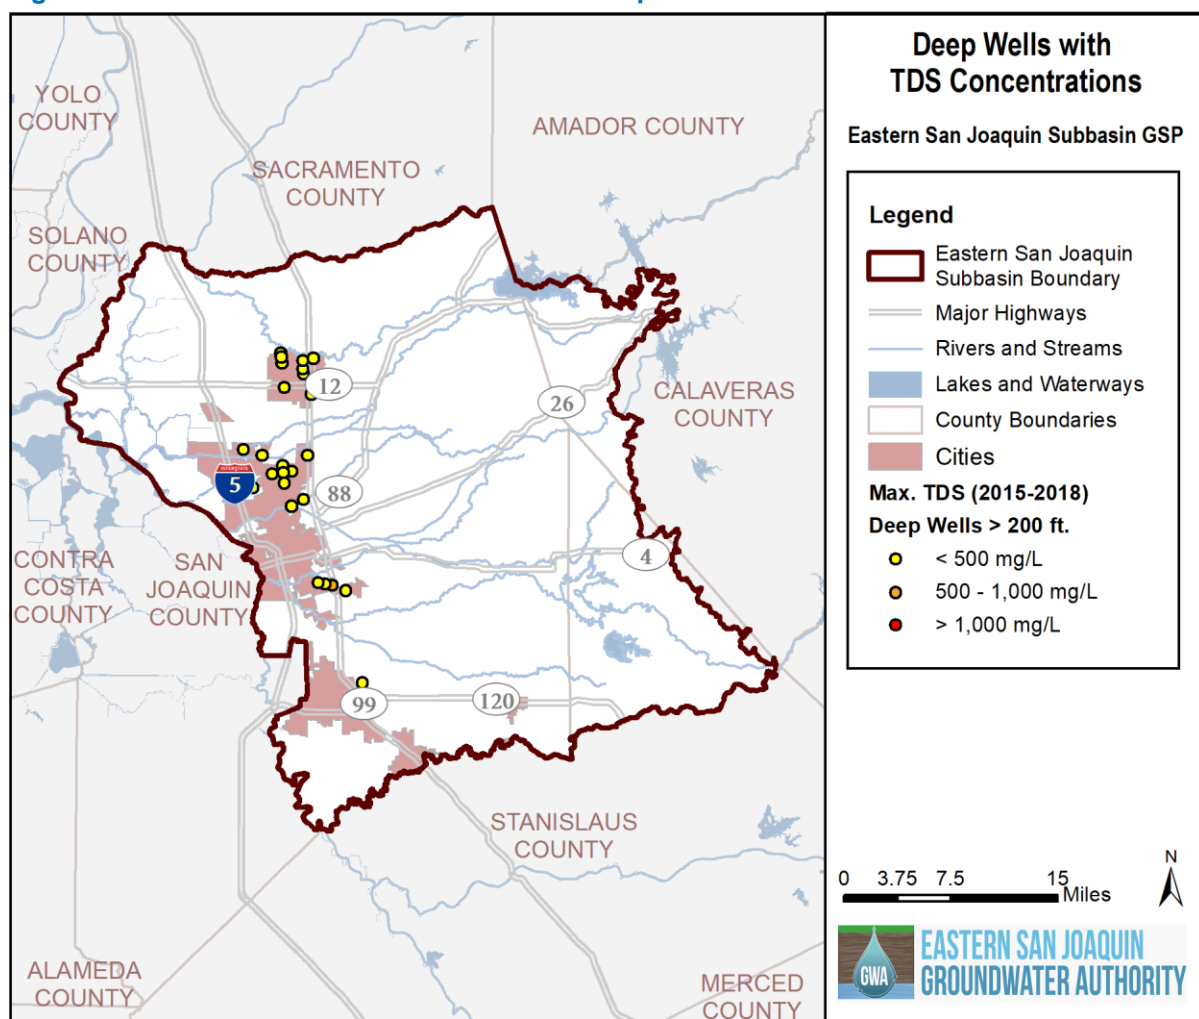 YOLO
COUNTY
AMADOR COUNTY
SACRAMENTO
COUNTY
SOLANO
COUNTY
CALAVERAS
COUNTY
12
26
INTERSTATE
5
88
4
CONTRA
COSTA
COUNTY
SAN
JOAQUIN
COUNTY
99
120
STANISLAUS
COUNTY
ALAMEDA
COUNTY
MERCED
COUNTY
Deep Wells with
TDS Concentrations
Eastern San Joaquin Subbasin GSP
Legend
Eastern San Joaquin
Subbasin Boundary
Major Highways
Rivers and Streams
Lakes and Waterways
County Boundaries
Cities
Max. TDS (2015-2018)
Deep Wells > 200 ft.
< 500 mg/L
500 - 1,000 mg/L
> 1,000 mg/L
N
0 3.75 7.5 15
Miles
GWA
EASTERN SAN JOAQUIN
GROUNDWATER AUTHORITY